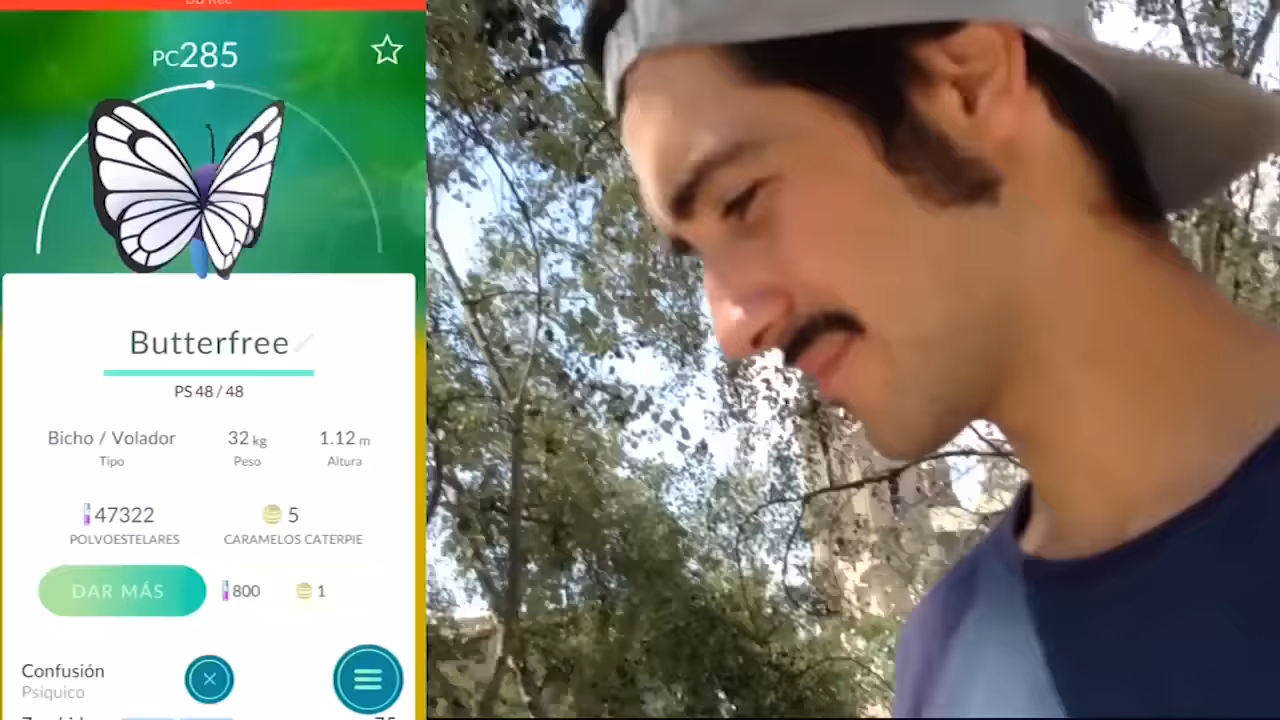 PC285
Butterfree
PS 48 / 48
Bicho / Volador
32 kg
1.12 m
Tipo
Peso
Altura
47322
5
POLVOESTELARES
CARAMELOS CATERPIE
DAR MÁS
800
1
Confusión
Psíquico